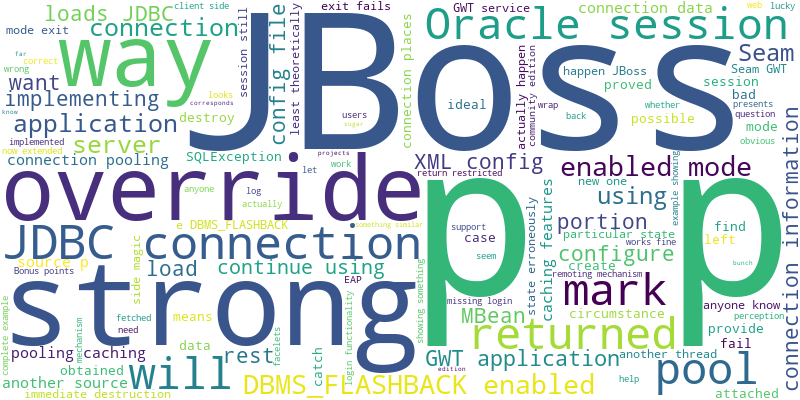 loads JDBC
client side
exit fails
GWT service
connection data
web
lucky
mode exit
connection
JBoss
Oracle session
far
wrong
way
session still
config file
least theoretically
connection places
actually happen
community edition
Seam
want
correct
happen JBoss
Seam GWT
implementing
looks
corresponds
proved
session
know
destroy
ideal
users
wrap
whether
bad
presents
application
sugar
back
possible
mode
question
now extended
implemented
server
obvious
connection pooling
SQLException
projects
XML config
enabled mode
connection information
override
let
work
return restricted
p p
example showing
new one
anyone
log
actually
using
portion
e DBMS_FLASHBACK
something similar
particular state
find
JDBC connection
support
case
works fine
configure
left
source p
side magic
load
continue using
seem
create
Bonus points
EAP
bunch
strong
missing login
remoting mechanism
mark
anyone know
complete example
mechanism
need
fetched
means
showing something
MBean
state erroneously
caching features
circumstance
provide
perception
data
returned
fail
pooling caching
obtained
rest
facelets
catch
login functionality
GWT application
another thread
pool
another source
will
edition
help
immediate destruction
DBMS_FLASHBACK enabled
attached